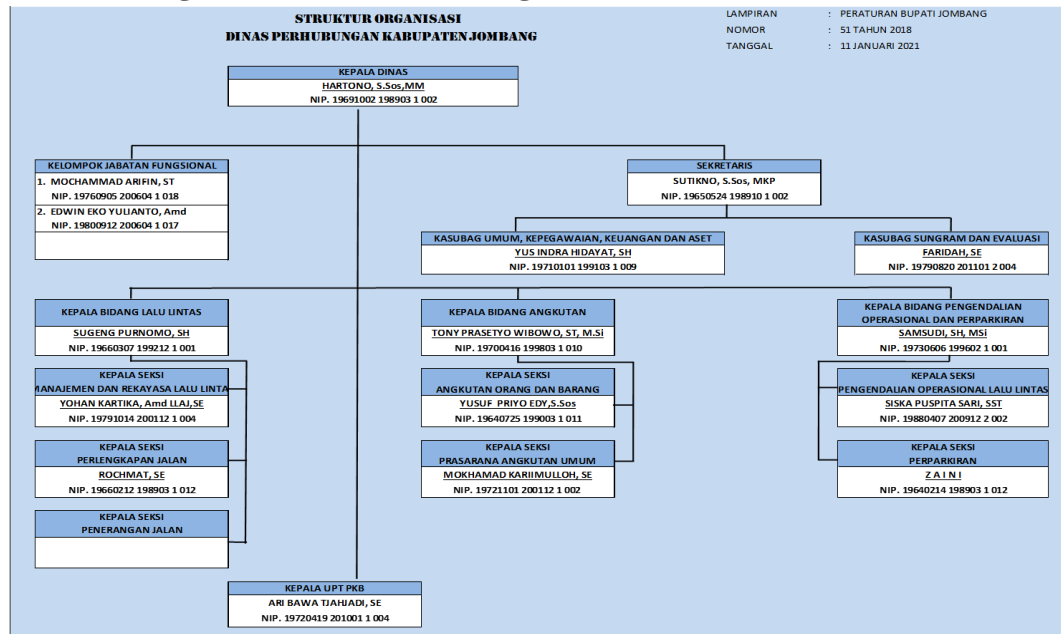 STRUKTUR ORGANISASI
DINAS PERHUBUNGAN KABUPATEN JOMBANG
LAMPIRAN : PERATURAN BUPATI JOMBANG
NOMOR : 51 TAHUN 2018
TANGGAL : 11 JANUARI 2021
KEPALA DINAS
HARTONO, S.Sos,MM
NIP. 19691002 198903 1 002
KELOMPOK JABATAN FUNGSIONAL
1. MOCHAMMAD ARIFIN, ST
NIP. 19760905 200604 1 018
2. EDWIN EKO YULIANTO, Amd
NIP. 19800912 200604 1 017
SEKRETARIS
SUTIKNO, S.Sos, MKP
NIP. 19650524 198910 1 002
KASUBAG UMUM, KEPEGAWAIAN, KEUANGAN DAN ASET
YUS INDRA HIDAYAT, SH
NIP. 19710101 199103 1 009
KASUBAG SUNGRAM DAN EVALUASI
FARIDAH, SE
NIP. 19790820 201101 2 004
KEPALA BIDANG LALU LINTAS
SUGENG PURNOMO, SH
NIP. 19660307 199212 1 001
KEPALA SEKSI
MANAJEMEN DAN REKAYASA LALU LINTA
YOHAN KARTIKA, Amd LLAJ,SE
NIP. 19791014 200112 1 004
KEPALA SEKSI
PERLENGKAPAN JALAN
ROCHMAT, SE
NIP. 19660212 198903 1 012
KEPALA SEKSI
PENERANGAN JALAN
KEPALA BIDANG ANGKUTAN
TONY PRASETYO WIBOWO, ST, M.Si
NIP. 19700416 199803 1 010
KEPALA SEKSI
ANGKUTAN ORANG DAN BARANG
YUSUF PRIYO EDY,S.Sos
NIP. 19640725 199003 1 011
KEPALA SEKSI
PRASARANA ANGKUTAN UMUM
MOKHAMAD KARIIMULLOH, SE
NIP. 19721101 200112 1 002
KEPALA BIDANG PENGENDALIAN
OPERASIONAL DAN PERPARKIRAN
SAMSUDI, SH, MSi
NIP. 19730606 199602 1 001
KEPALA SEKSI
PENGENDALIAN OPERASIONAL LALU LINTAS
SISKA PUSPITA SARI, SST
NIP. 19880407 200912 2 002
KEPALA SEKSI
PERPARKIRAN
Z A I N I
NIP. 19640214 198903 1 012
KEPALA UPT PKB
ARI BAWA TJAHJADI, SE
NIP. 19720419 201001 1 004